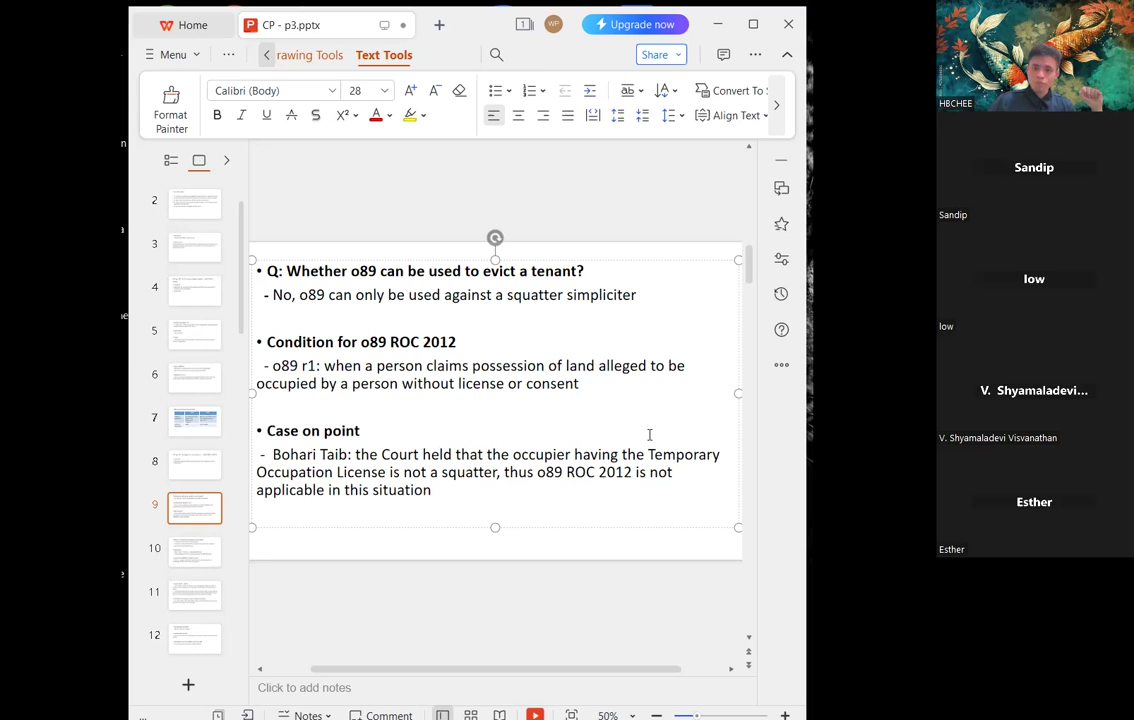 Home
CP - p3.pptx
1
WP
Upgrade now
Menu
rawing Tools
Text Tools
Share
Format
Painter
Calibri (Body)
28
Convert To
Align Text
2
3
4
5
6
7
8
9
10
11
12
• Q: Whether o89 can be used to evict a tenant?
- No, o89 can only be used against a squatter simpliciter
• Condition for o89 ROC 2012
- o89 r1: when a person claims possession of land alleged to be
occupied by a person without license or consent
• Case on point
- Bohari Taib: the Court held that the occupier having the Temporary
Occupation License is not a squatter, thus o89 ROC 2012 is not
applicable in this situation
Click to add notes
Notes
Comment
50%
HBCHEE
Sandip
Sandip
low
low
V. Shyamaladevi...
V. Shyamaladevi Visvanathan
Esther
Esther